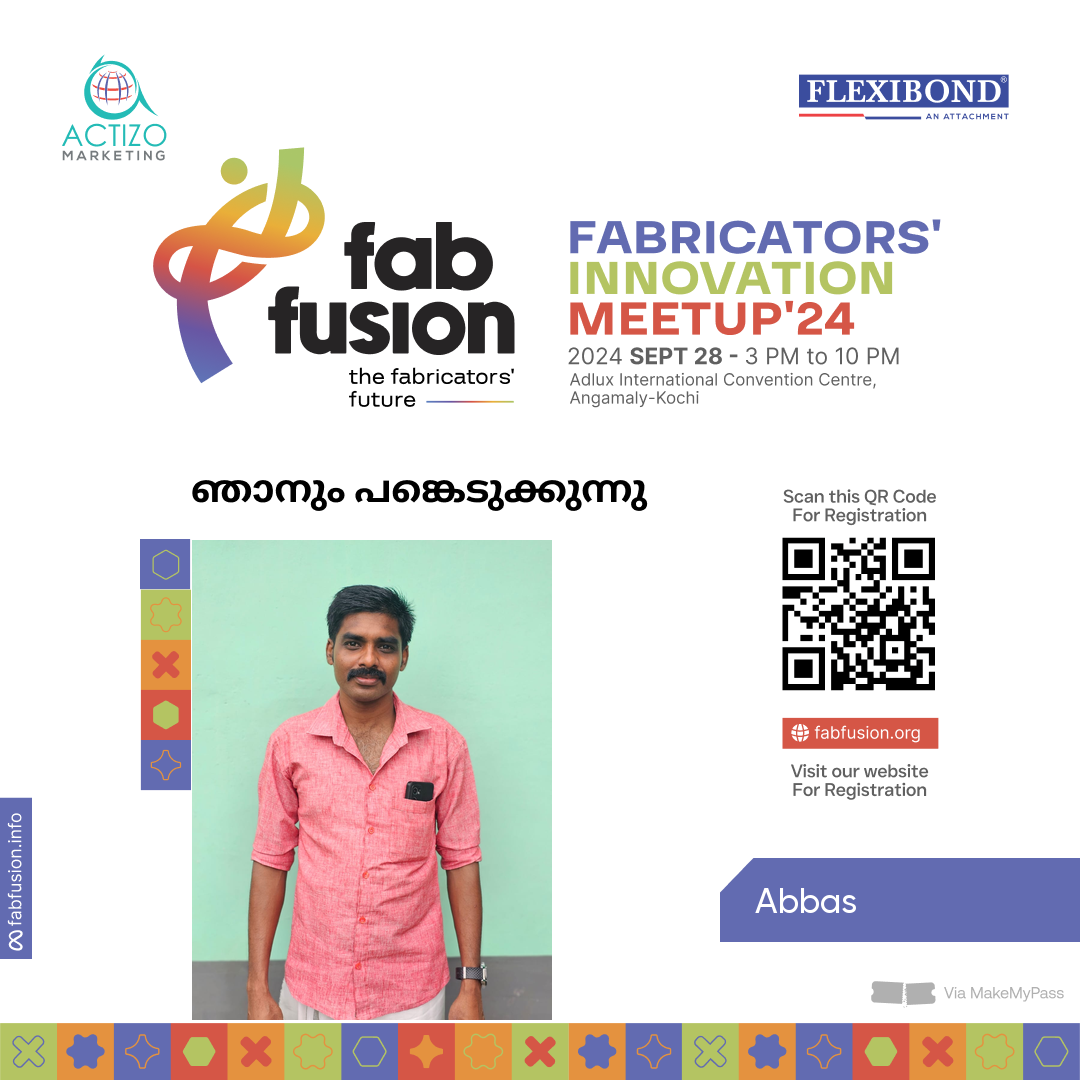 ACTIZO
MARKETING
FLEXIBOND®
AN ATTACHMENT
fab
fusion
the fabricators'
future
FABRICATORS'
INNOVATION
MEETUP'24
2024 SEPT 28 - 3 PM to 10 PM
Adlux International Convention Centre,
Angamaly-Kochi
ഞാനും പങ്കെടുക്കുന്നു
Scan this QR Code
For Registration
fabfusion.org
Visit our website
For Registration
fabfusion.info
Abbas
Via MakeMyPass